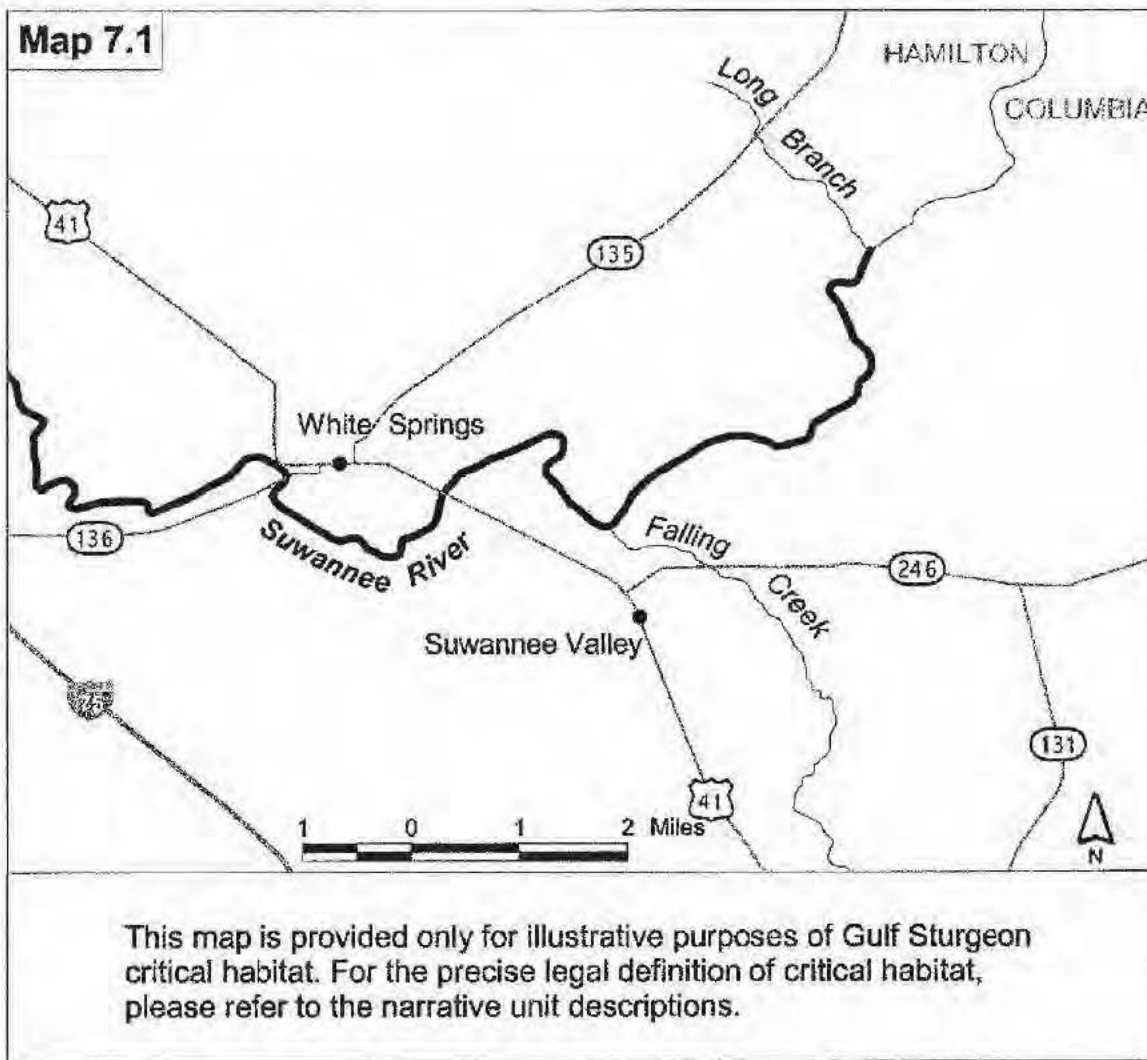 Map 7.1
HAMILTON
COLUMBIA
Long
Branch
41
135
White Springs
136
Suwannee River
Falling
Creek
246
Suwannee Valley
75
131
41
1 0 1 2 Miles
N
This map is provided only for illustrative purposes of Gulf Sturgeon
critical habitat. For the precise legal definition of critical habitat,
please refer to the narrative unit descriptions.